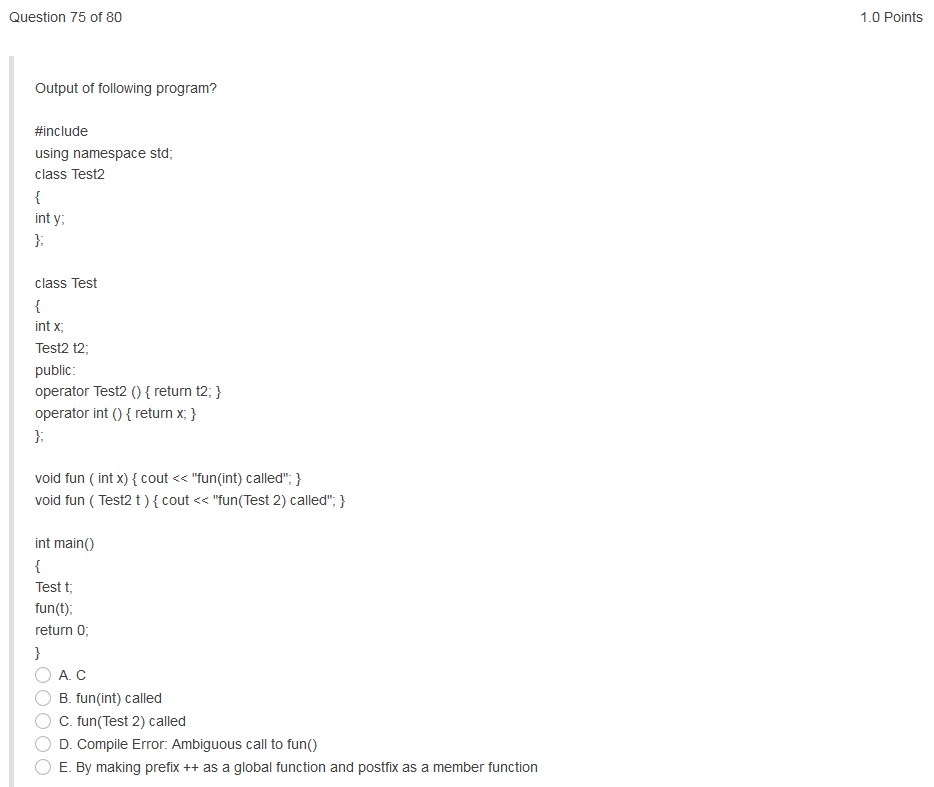 Question 75 of 80
1.0 Points
Output of following program?
#include
using namespace std;
class Test2
{
int y;
};
class Test
{
int x;
Test2 t2;
public:
operator Test2 () { return t2; }
operator int () { return x; }
};
void fun ( int x) { cout << "fun(int) called"; }
void fun ( Test2 t ) { cout << "fun(Test 2) called"; }
int main()
{
Test t;
fun(t);
return 0;
}
A. C
B. fun(int) called
C. fun(Test 2) called
D. Compile Error: Ambiguous call to fun()
E. By making prefix ++ as a global function and postfix as a member function